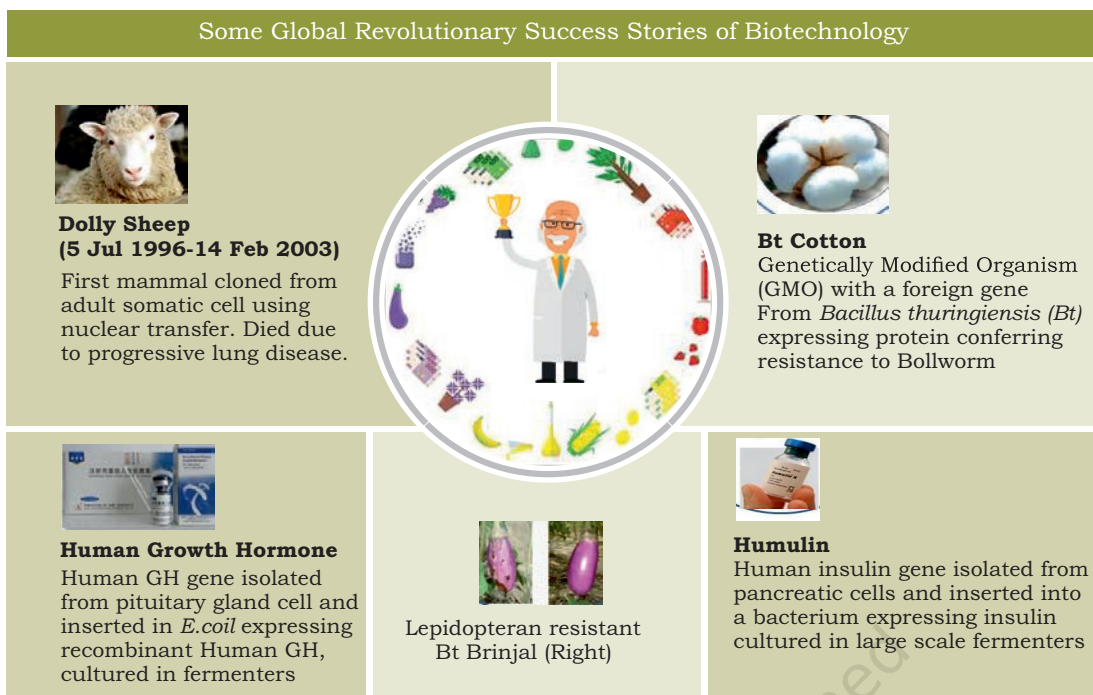 Some Global Revolutionary Success Stories of Biotechnology
Dolly Sheep
(5 Jul 1996-14 Feb 2003)
First mammal cloned from
adult somatic cell using
nuclear transfer. Died due
to progressive lung disease.
Bt Cotton
Genetically Modified Organism
(GMO) with a foreign gene
From Bacillus thuringiensis (Bt)
expressing protein conferring
resistance to Bollworm
Human Growth Hormone
Human GH gene isolated
from pituitary gland cell and
inserted in E.coli expressing
recombinant Human GH,
cultured in fermenters
Lepidopteran resistant
Bt Brinjal (Right)
Humulin
Human insulin gene isolated from
pancreatic cells and inserted into
a bacterium expressing insulin
cultured in large scale fermenters